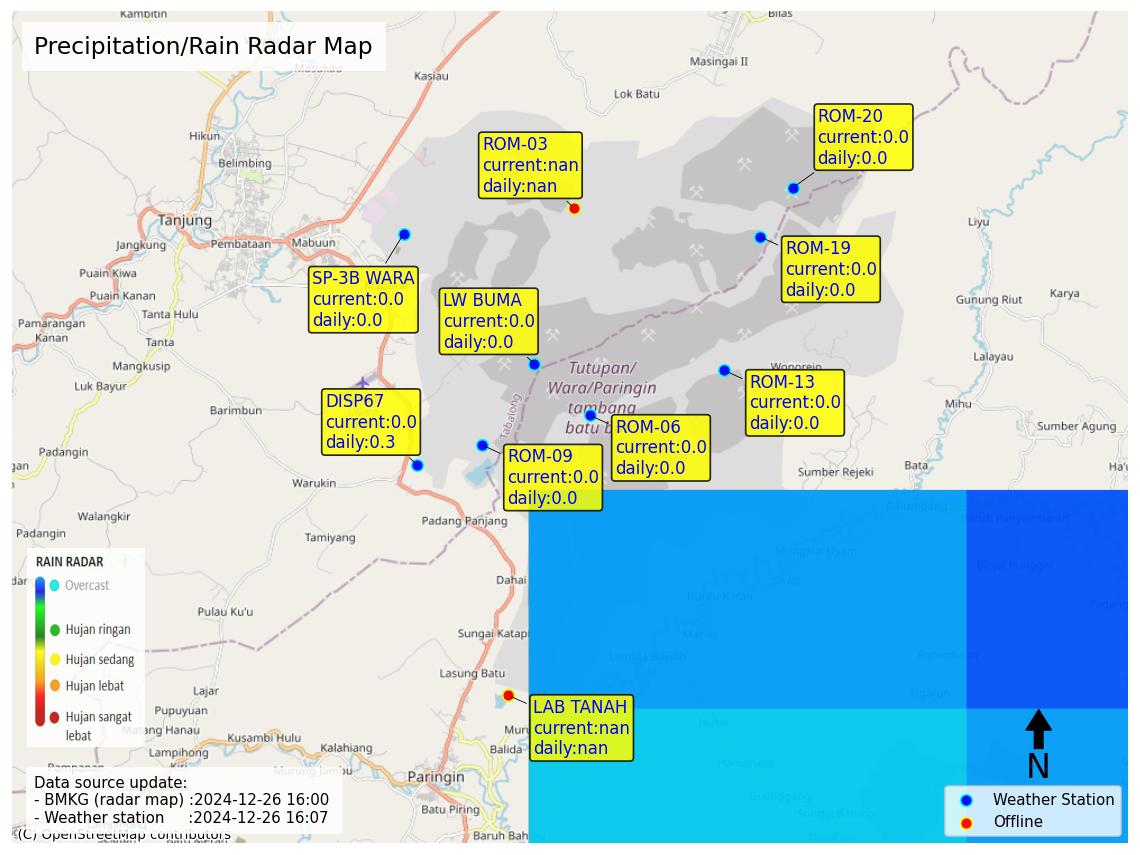 Kambitin
Bilas
Precipitation/Rain Radar Map
Masukau
Kasiau
Masingai II
Lok Batu
ROM-20
current:0.0
daily:0.0
ROM-03
current:nan
daily:nan
Hikun
Belimbing
Tanjung
Liyu
Jangkung
Pembataan
Mabuun
ROM-19
current:0.0
daily:0.0
Puain Kiwa
SP-3B WARA
current:0.0
daily:0.0
Puain Kanan
LW BUMA
current:0.0
daily:0.0
Karya
Gunung Riut
Tanta Hulu
Pamarangan
Kanan
Tanta
Lalayau
Mangkusip
Tutupan/
Wara/Paringin
tambang
batu b
Wonorejo
Luk Bayur
ROM-13
current:0.0
daily:0.0
DISP67
current:0.0
daily:0.3
Barimbun
Mihu
Tabalong
ROM-06
current:0.0
daily:0.0
Sumber Agung
Padangin
ROM-09
current:0.0
daily:0.0
gan
Bata
Ha'u
Sumber Rejeki
Warukin
Walangkir
Padang Panjang
Padangin
Tamiyang
RAIN RADAR
Overcast
Hujan ringan
Hujan sedang
Hujan lebat
Hujan sangat
lebat
Dahai
Pulau Ku'u
Sungai Katap
Lasung Batu
Lajar
Pupuyuan
LAB TANAH
current:nan
daily:nan
Matang Hanau
Kusambi Hulu
Muru
Lampihong
Kalahiang
Balida
Murung Jambu
Paringin
N
Data source update:
- BMKG (radar map) :2024-12-26 16:00
- Weather station :2024-12-26 16:07
Batu Piring
Weather Station
Offline
(C) OpenStreetMap contributors
Baruh Bah